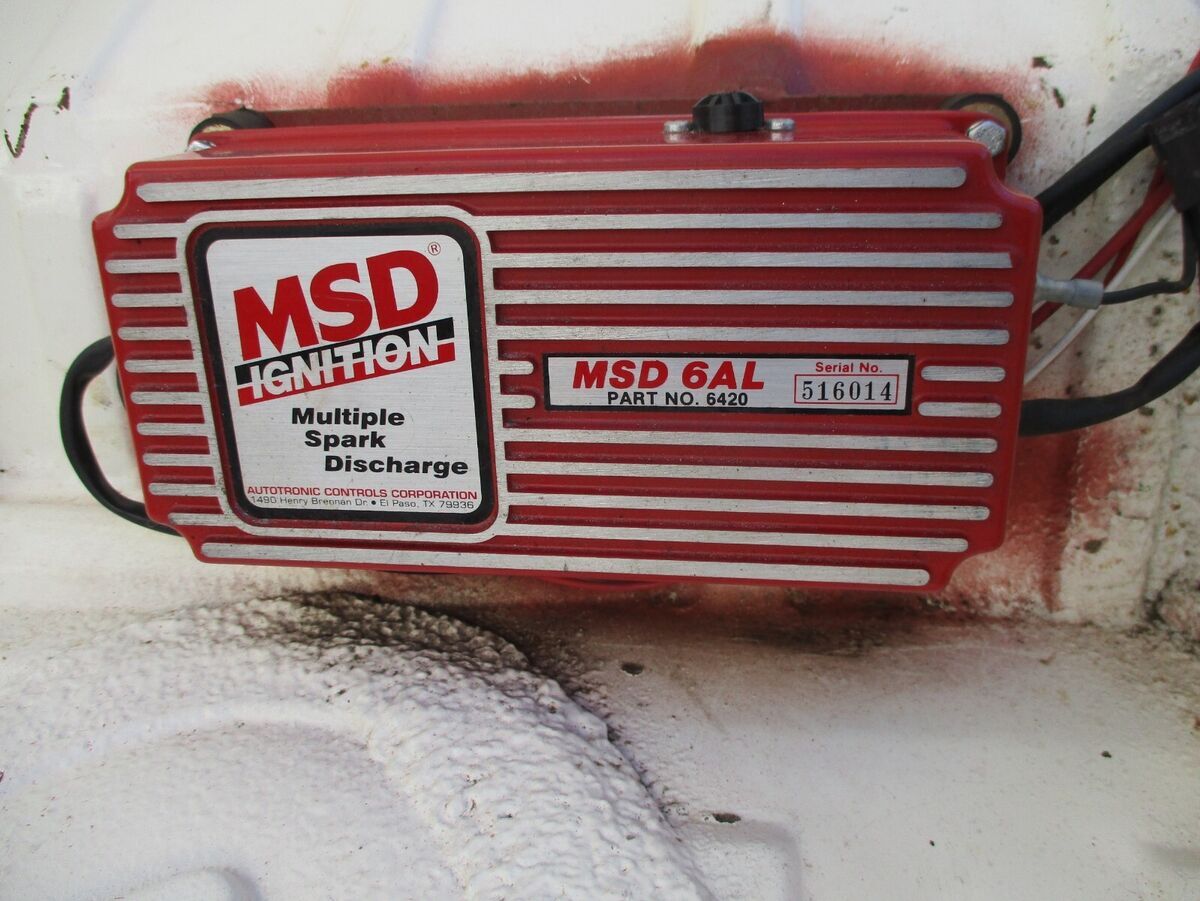 MSD®
IGNITION
Multiple
Spark
Discharge
AUTOTRONIC CONTROLS CORPORATION
1490 Henry Brennan Dr. • El Paso, TX 79936
MSD 6AL
PART NO. 6420
Serial No.
516014